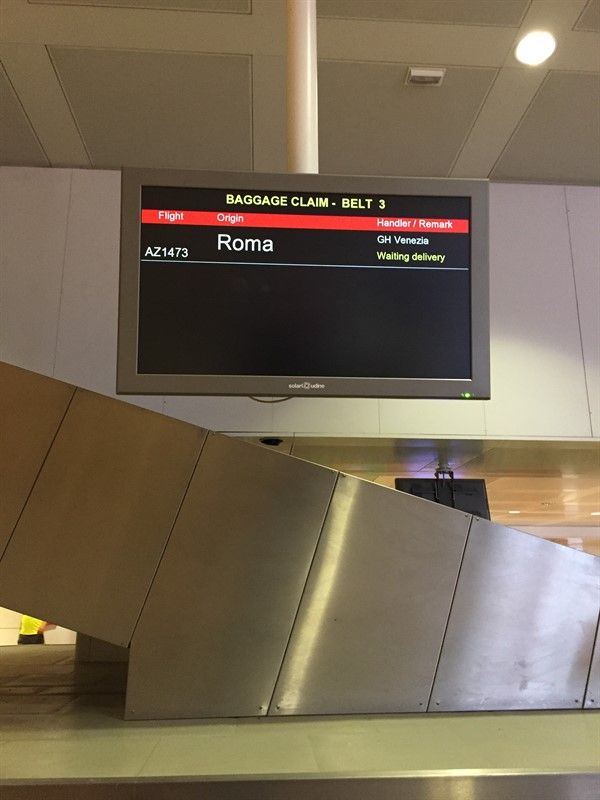 BAGGAGE CLAIM - BELT 3
Flight Origin Handler / Remark
AZ1473 Roma GH Venezia
Waiting delivery
solari udine